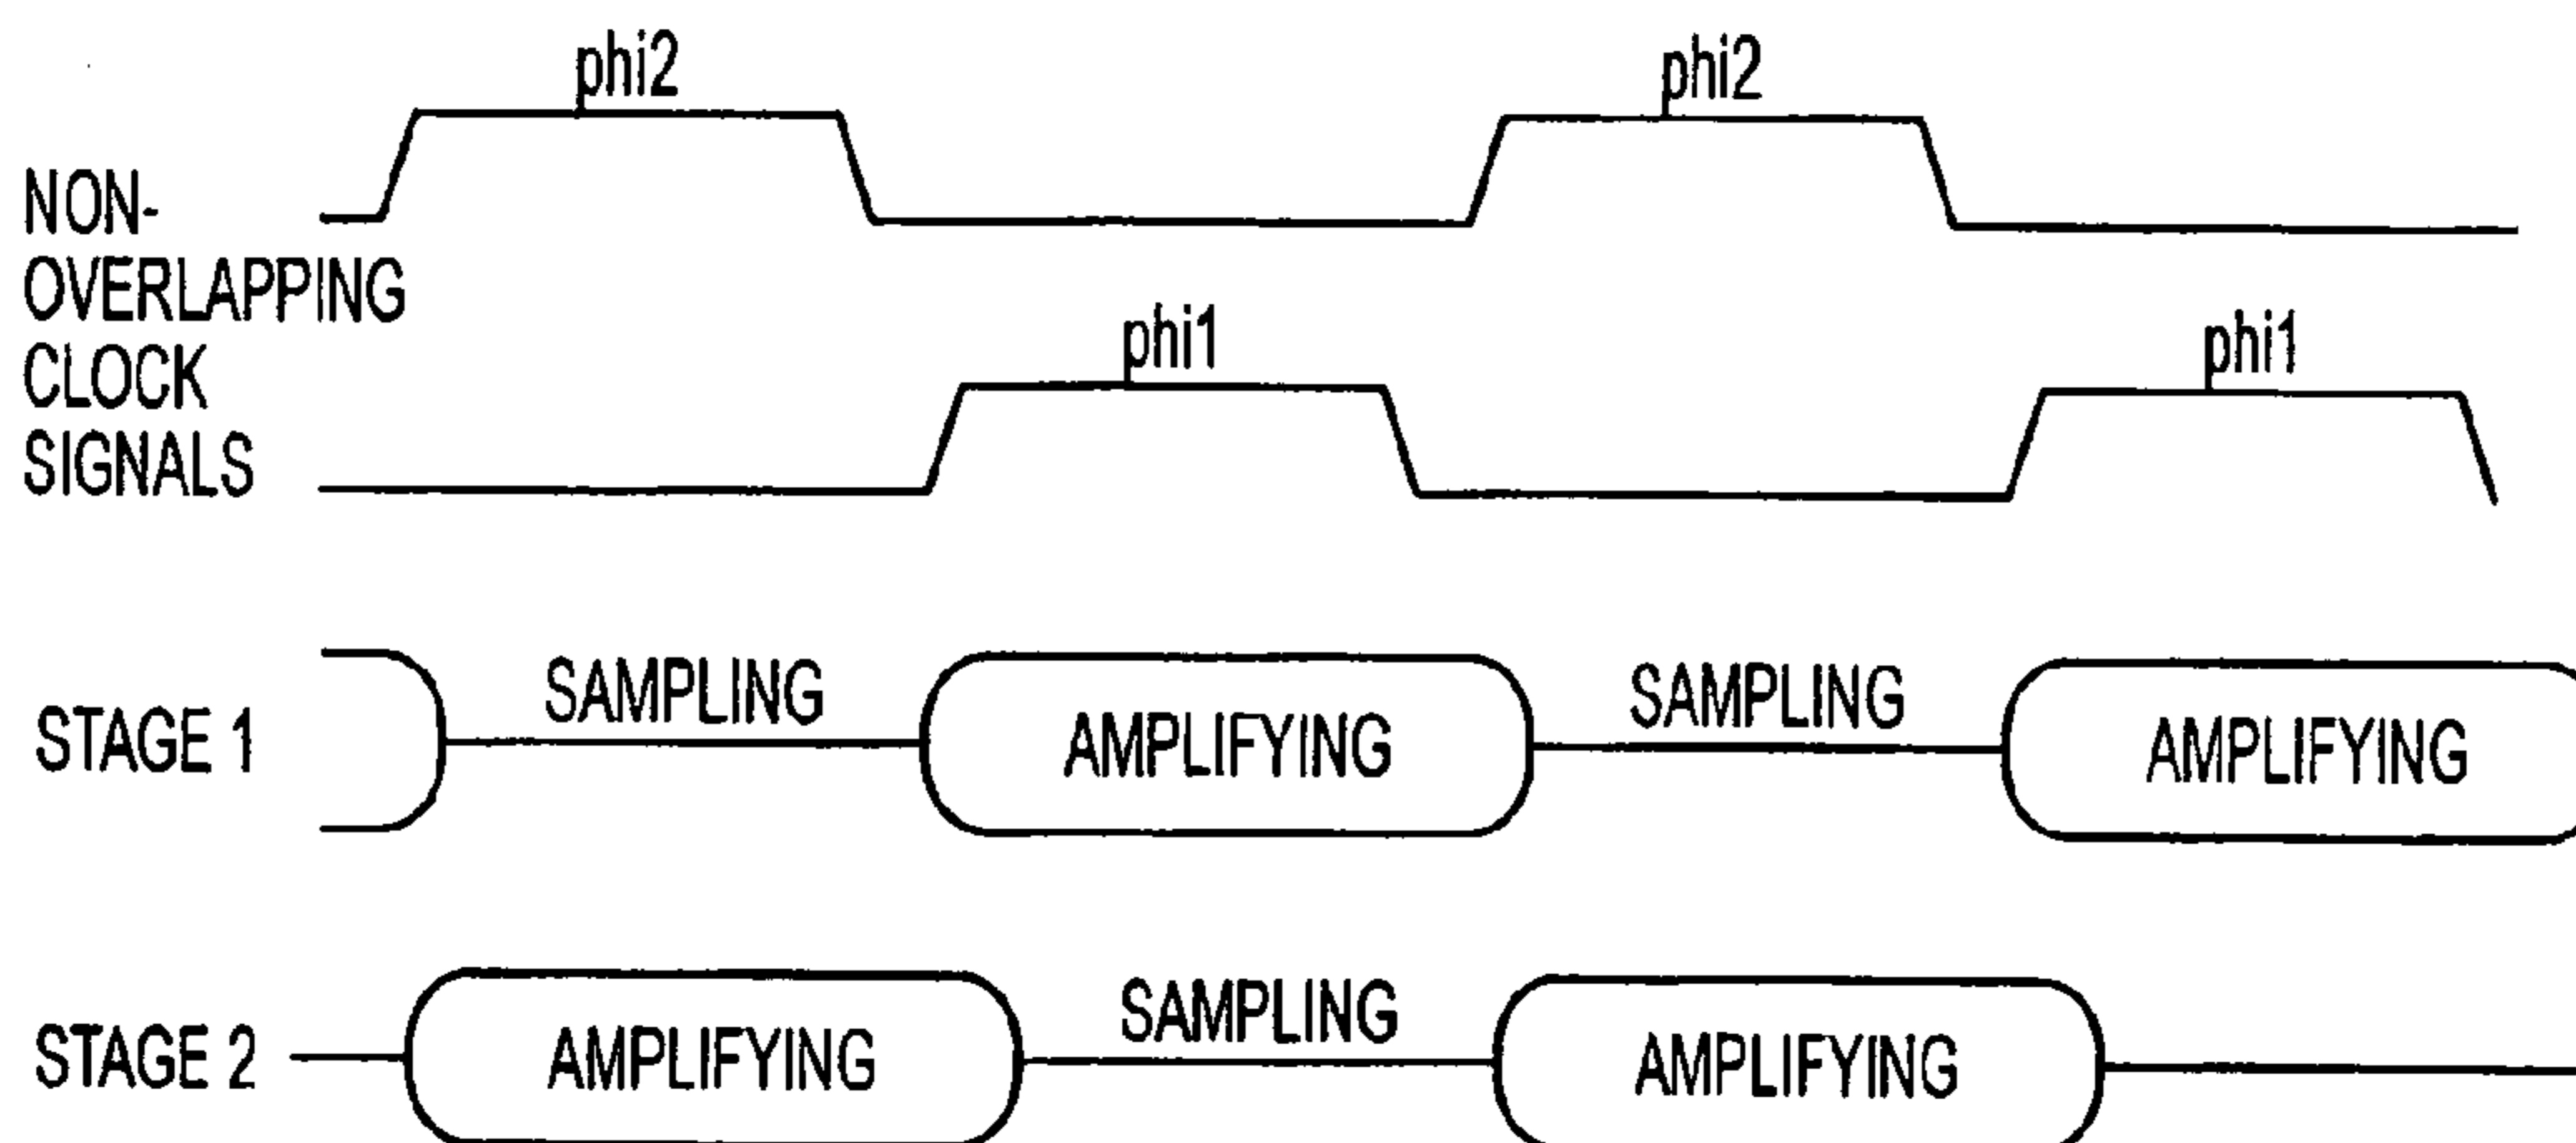 phi2 phi2
NON-
OVERLAPPING
CLOCK
SIGNALS
phi1 phi1
STAGE 1 SAMPLING AMPLIFYING SAMPLING AMPLIFYING
STAGE 2 AMPLIFYING SAMPLING AMPLIFYING